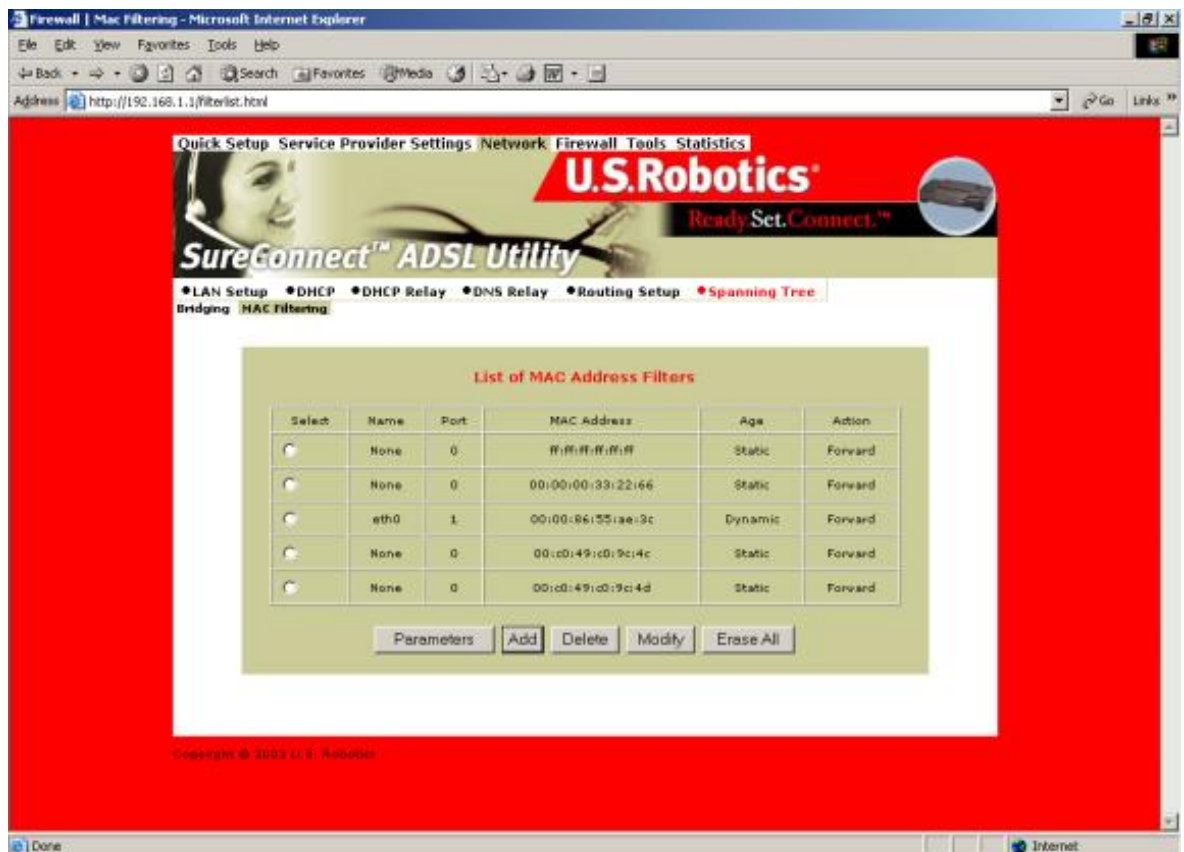 Firewall | Mac Filtering - Microsoft Internet Explorer
File Edit View Favorites Tools Help
Back Search Favorites Media
Address http://192.168.1.1/filterlist.html Go Links »
Quick Setup Service Provider Settings Network Firewall Tools Statistics
U.S.Robotics
Ready.Set.Connect.™
SureConnect™ ADSL Utility
•LAN Setup •DHCP •DHCP Relay •DNS Relay •Routing Setup •Spanning Tree
Bridging MAC Filtering
List of MAC Address Filters
Select Name Port MAC Address Age Action
None 0 ff:ff:ff:ff:ff:ff Static Forward
None 0 00:00:00:33:22:66 Static Forward
eth0 1 00:00:86:55:ae:3c Dynamic Forward
None 0 00:c0:49:c0:9c:4c Static Forward
None 0 00:c0:49:c0:9c:4d Static Forward
Parameters Add Delete Modify Erase All
Copyright © 2003 U.S. Robotics
Done Internet